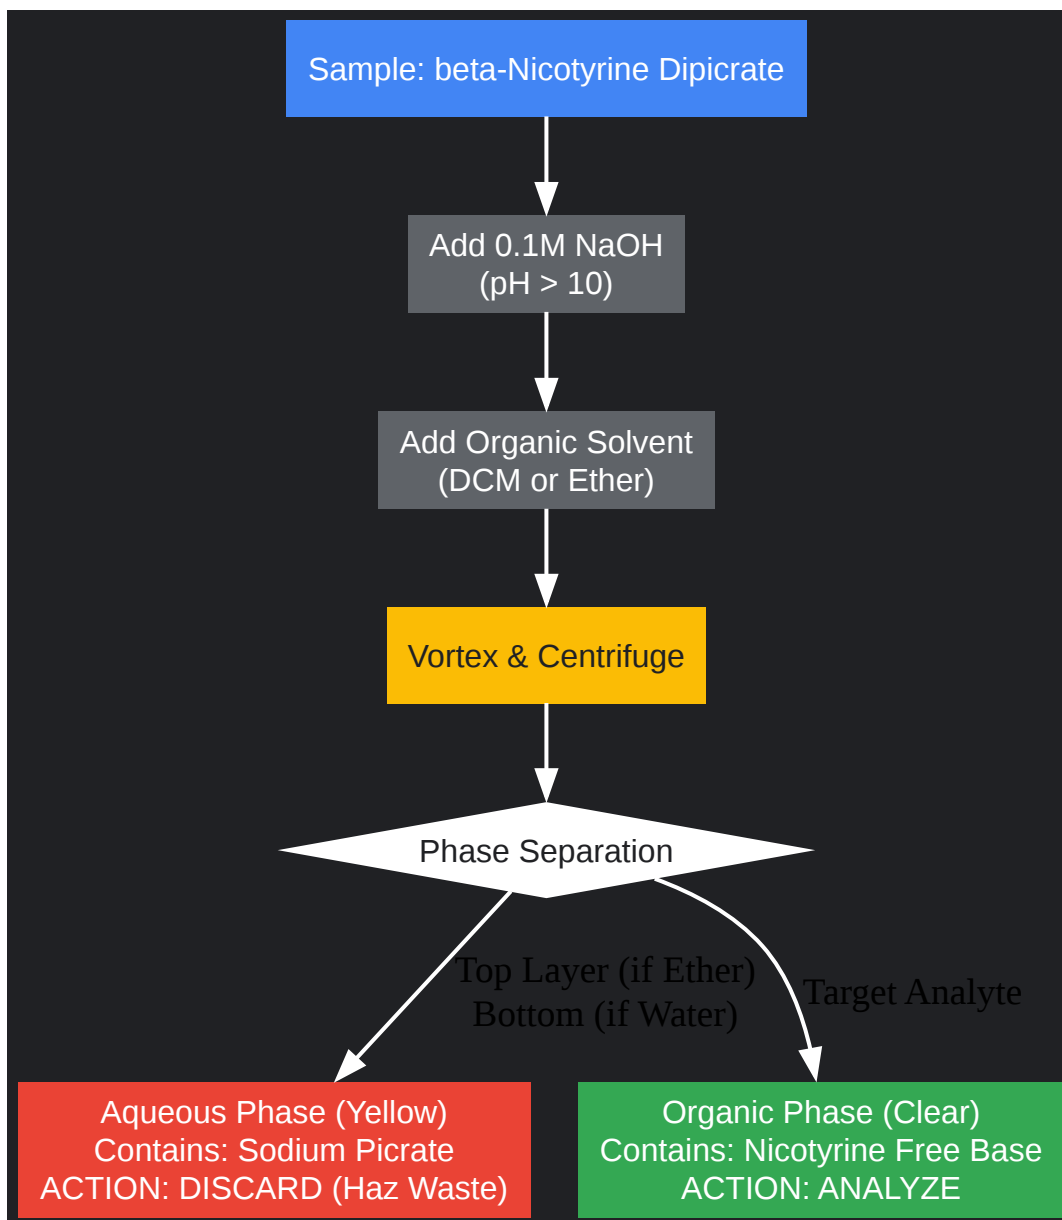 Sample: beta-Nicotyrine Dipicrate
Add 0.1M NaOH
(pH > 10)
Add Organic Solvent
(DCM or Ether)
Vortex & Centrifuge
Phase Separation
Top Layer (if Ether)
Bottom (if Water)
Target Analyte
Aqueous Phase (Yellow)
Contains: Sodium Picrate
ACTION: DISCARD (Haz Waste)
Organic Phase (Clear)
Contains: Nicotyrine Free Base
ACTION: ANALYZE